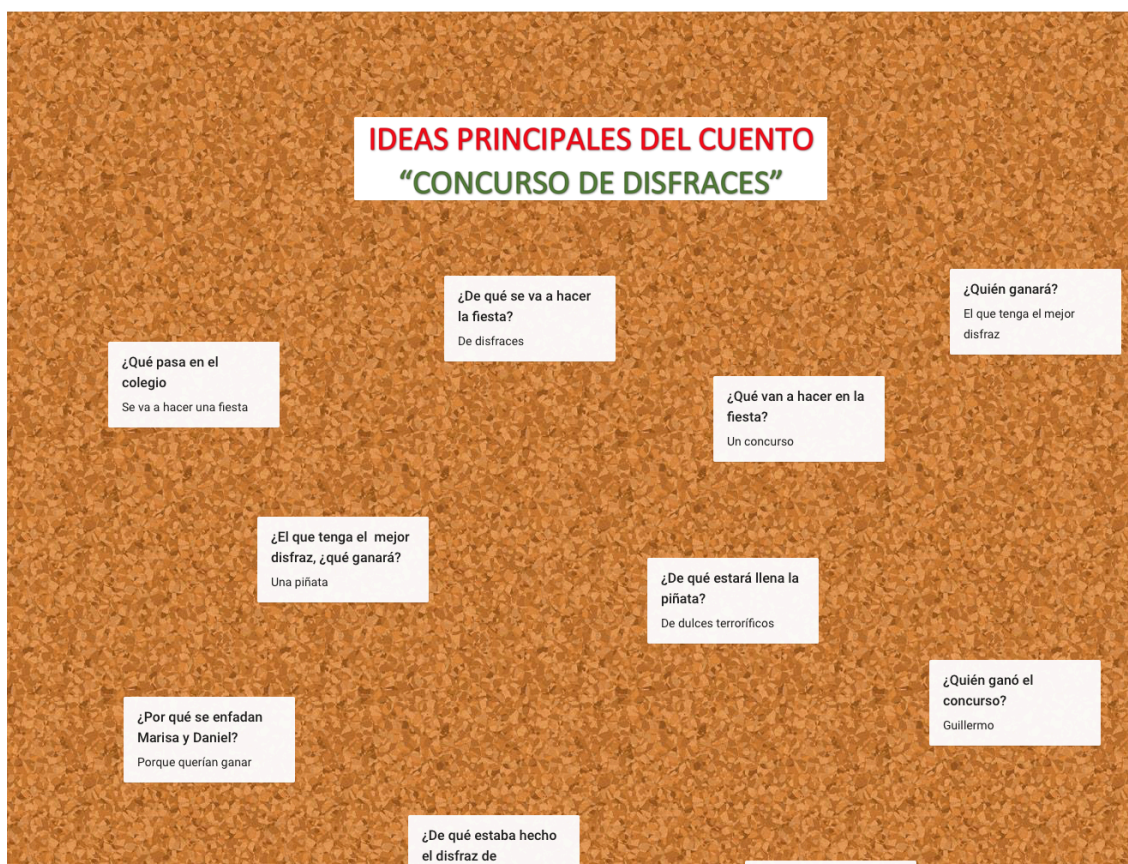 IDEAS PRINCIPALES DEL CUENTO
“CONCURSO DE DISFRACES”
¿Qué pasa en el
colegio
Se va a hacer una fiesta
¿De qué se va a hacer
la fiesta?
De disfraces
¿Qué van a hacer en la
fiesta?
Un concurso
¿Quién ganará?
El que tenga el mejor
disfraz
¿El que tenga el  mejor
disfraz, ¿qué ganará?
Una piñata
¿De qué estará llena la
piñata?
De dulces terroríficos
¿Quién ganó el
concurso?
Guillermo
¿Por qué se enfadan
Marisa y Daniel?
Porque querían ganar
¿De qué estaba hecho
el disfraz de